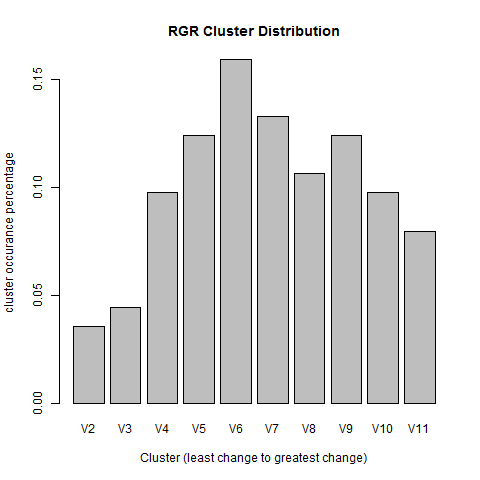 RGR Cluster Distribution
cluster occurance percentage
0.15
0.10
0.05
0.00
V2 V3 V4 V5 V6 V7 V8 V9 V10 V11
Cluster (least change to greatest change)